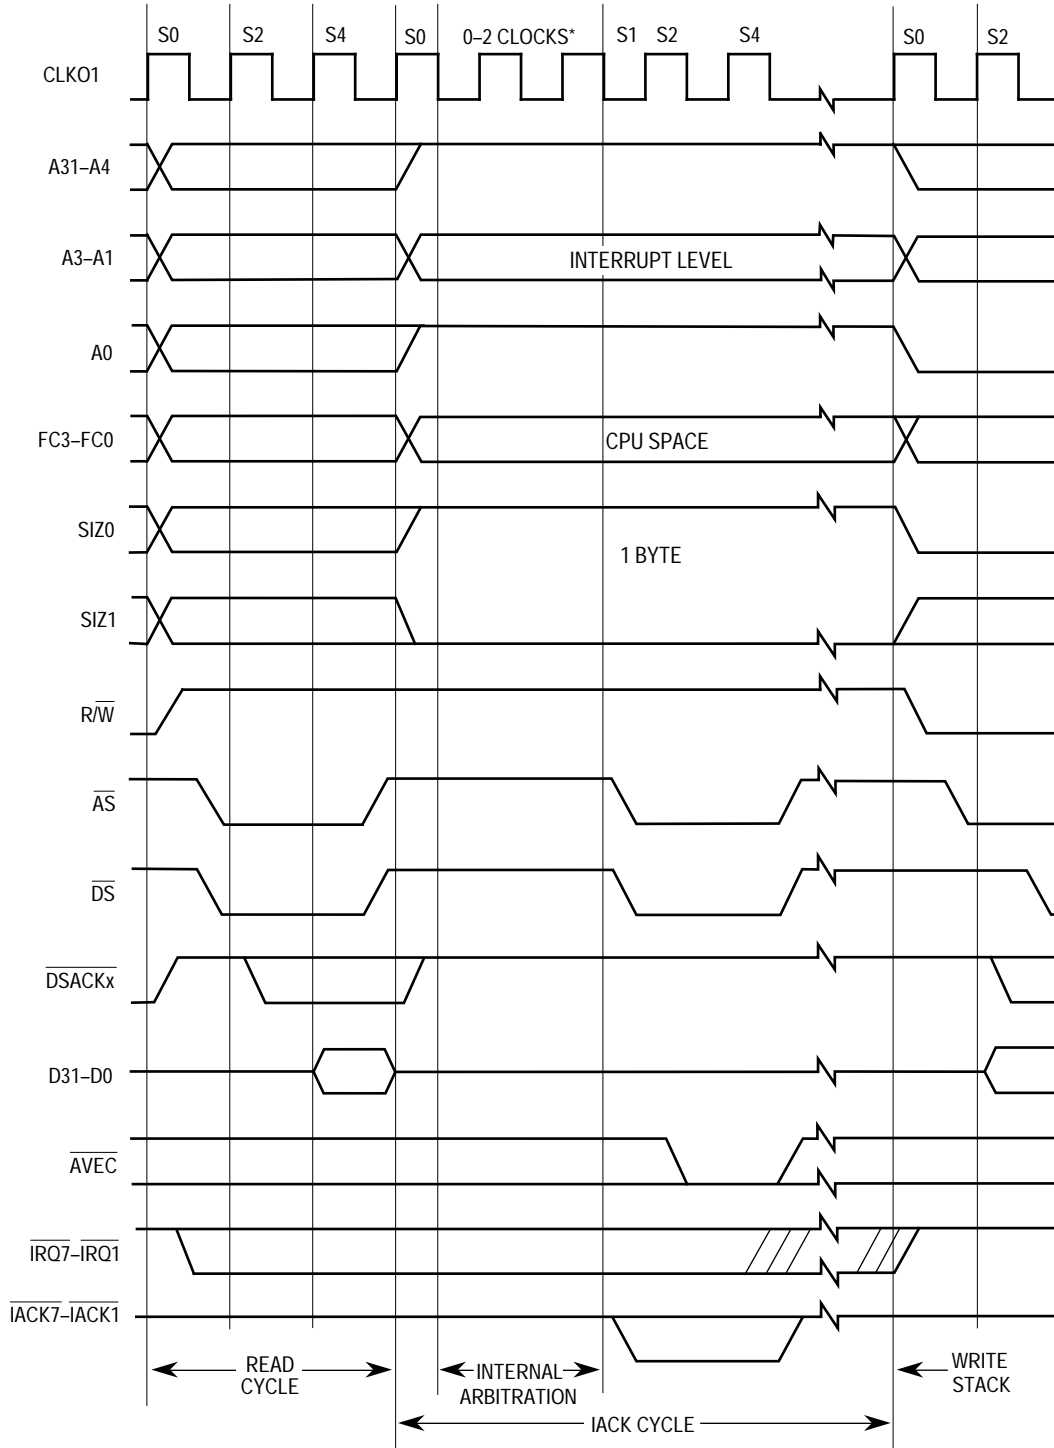 S0 S2 S4 S0 0–2 CLOCKS* S1 S2 S4 S0 S2
CLKO1
A31–A4
A3–A1 INTERRUPT LEVEL
A0
FC3–FC0 CPU SPACE
SIZ0
1 BYTE
SIZ1
R/W
AS
DS
DSACKx
D31–D0
AVEC
IRQ7–IRQ1
IACK7–IACK1
READ
CYCLE
INTERNAL
ARBITRATION
WRITE
STACK
IACK CYCLE